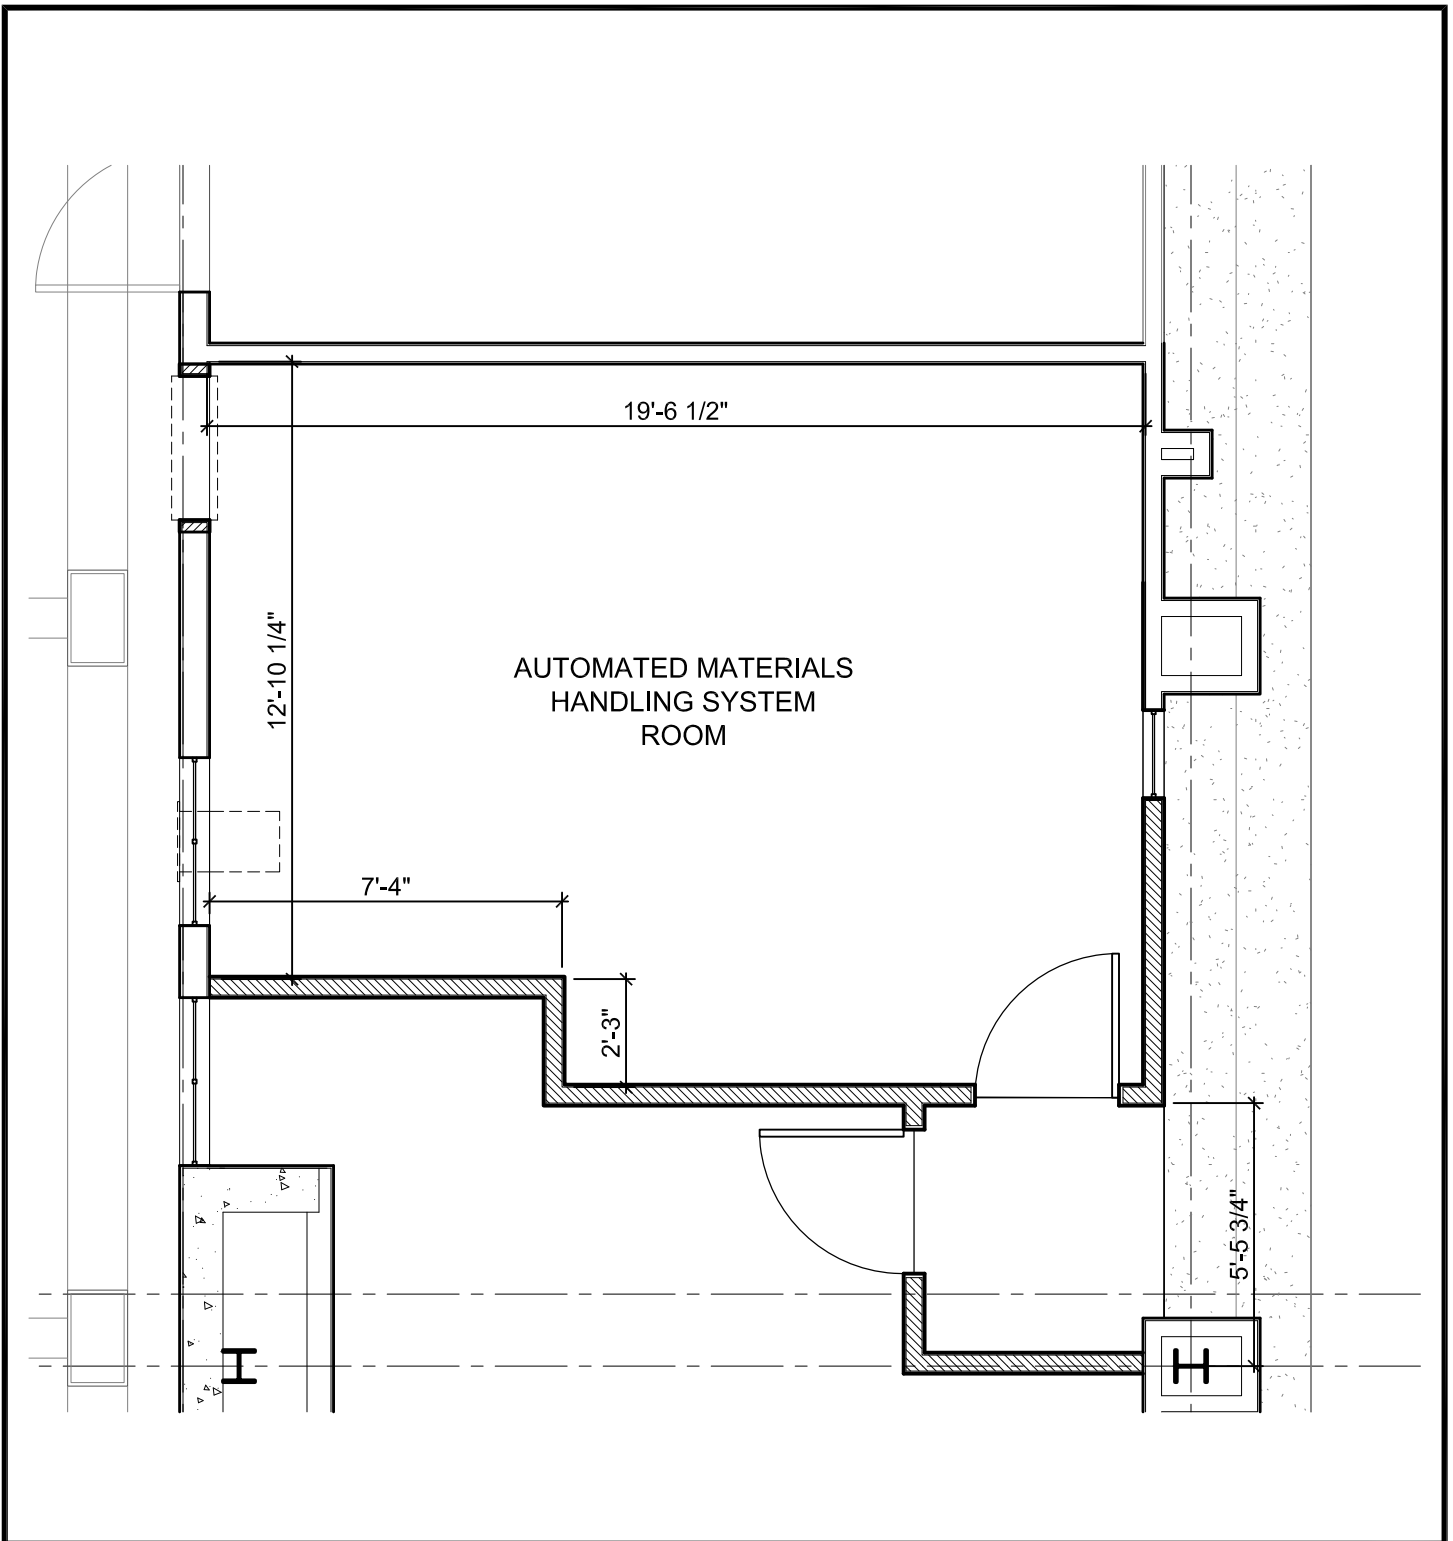 19'-6 1/2"
12'-10 1/4"
AUTOMATED MATERIALS
HANDLING SYSTEM
ROOM
7'-4"
2'-3"
5'-5 3/4"